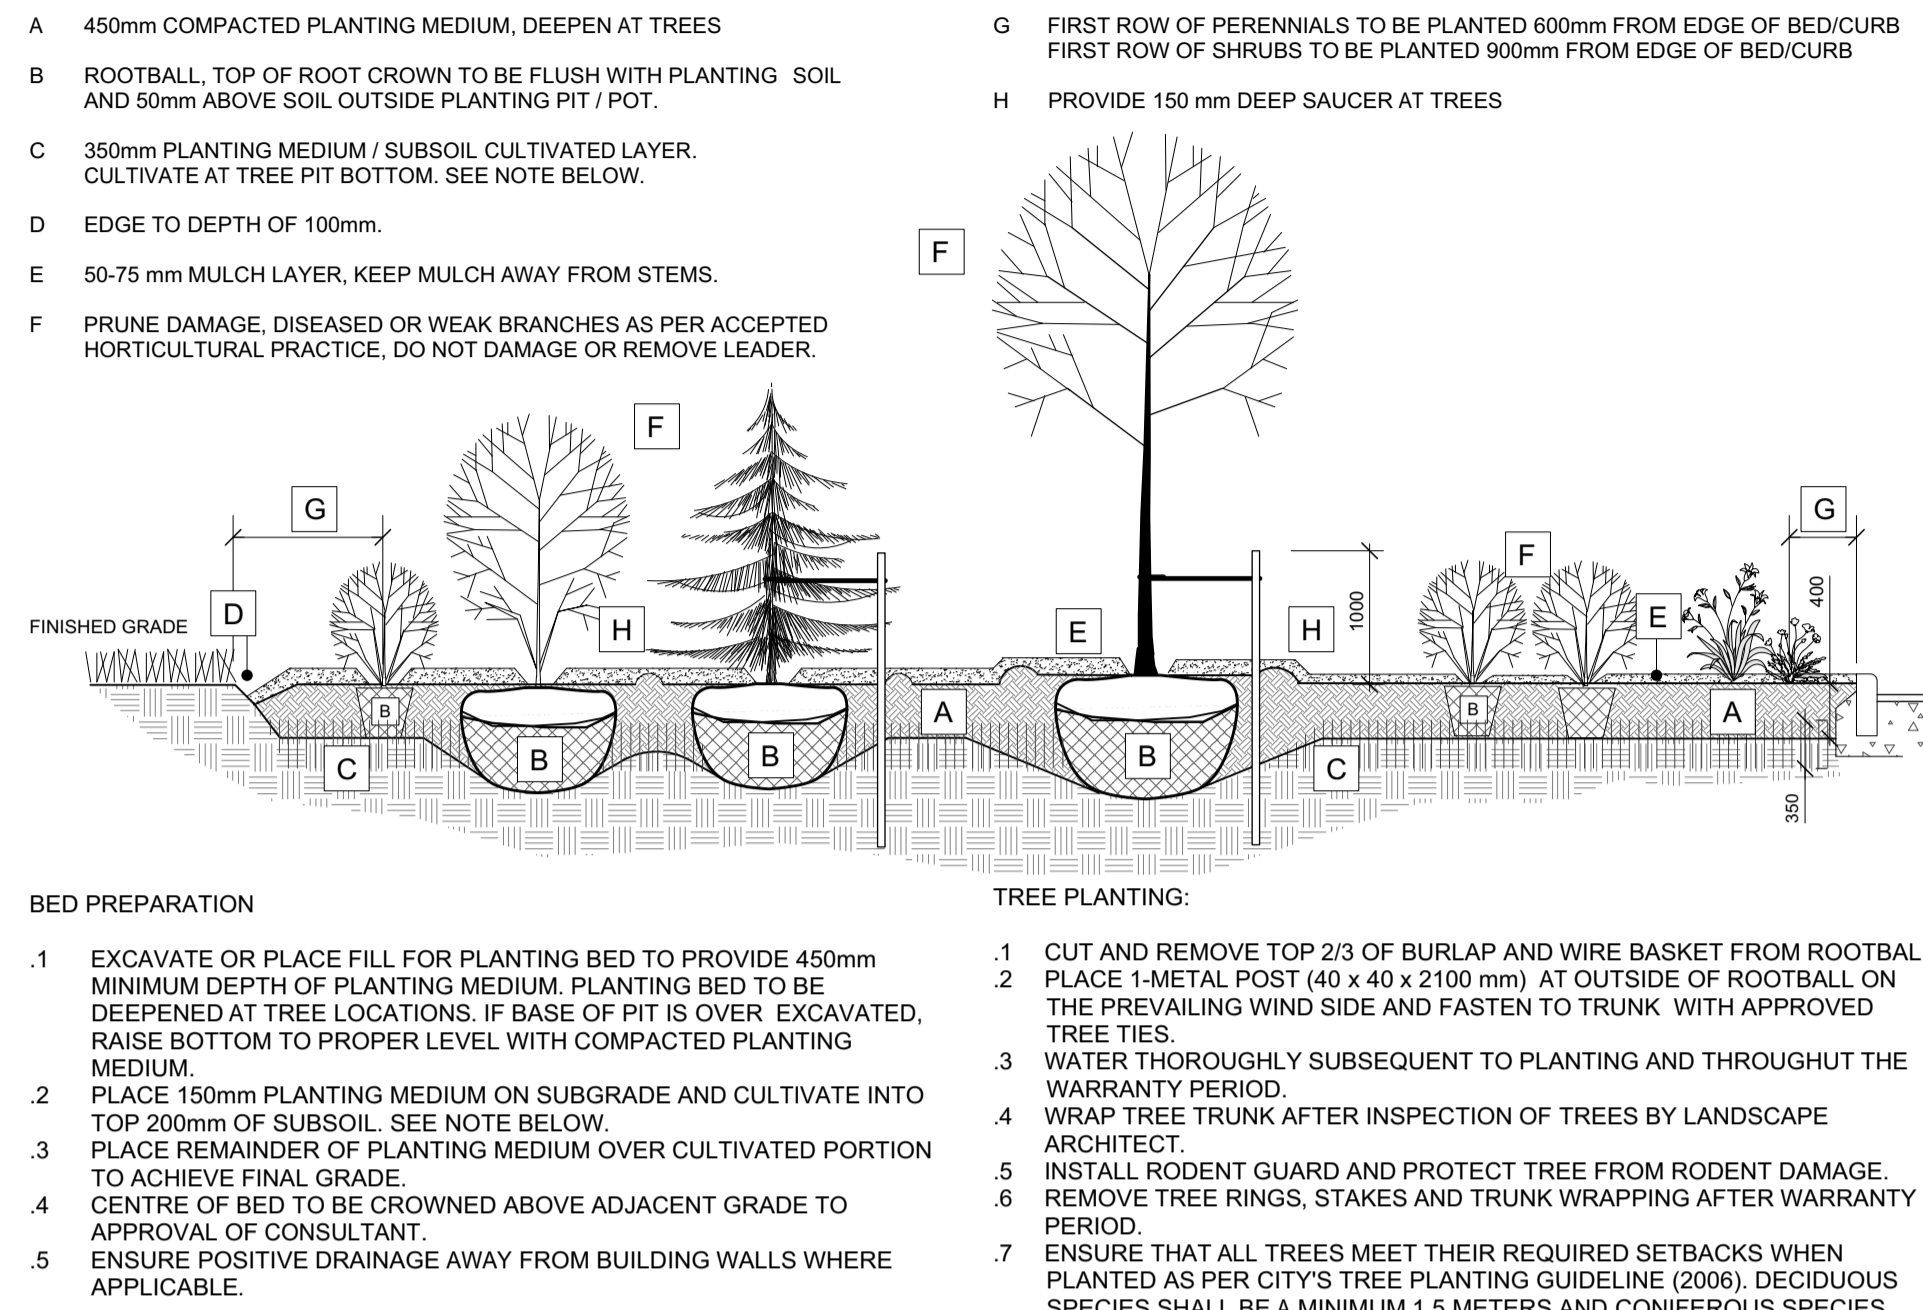 A 450mm COMPACTED PLANTING MEDIUM, DEEPEN AT TREES
B ROOTBALL, TOP OF ROOT CROWN TO BE FLUSH WITH PLANTING SOIL
AND 50mm ABOVE SOIL OUTSIDE PLANTING PIT / POT.
C 350mm PLANTING MEDIUM / SUBSOIL CULTIVATED LAYER.
CULTIVATE AT TREE PIT BOTTOM. SEE NOTE BELOW.
D EDGE TO DEPTH OF 100mm.
E 50-75 mm MULCH LAYER, KEEP MULCH AWAY FROM STEMS.
F PRUNE DAMAGE, DISEASED OR WEAK BRANCHES AS PER ACCEPTED
HORTICULTURAL PRACTICE, DO NOT DAMAGE OR REMOVE LEADER.
G FIRST ROW OF PERENNIALS TO BE PLANTED 600mm FROM EDGE OF BED/CURB
FIRST ROW OF SHRUBS TO BE PLANTED 900mm FROM EDGE OF BED/CURB
H PROVIDE 150 mm DEEP SAUCER AT TREES
F
F
G
G
F
D
H
E
H
1000
E
400
FINISHED GRADE
B
A
B
A
B
B
B
C
C
350
BED PREPARATION
.1 EXCAVATE OR PLACE FILL FOR PLANTING BED TO PROVIDE 450mm
MINIMUM DEPTH OF PLANTING MEDIUM. PLANTING BED TO BE
DEEPENED AT TREE LOCATIONS. IF BASE OF PIT IS OVER EXCAVATED,
RAISE BOTTOM TO PROPER LEVEL WITH COMPACTED PLANTING
MEDIUM.
.2 PLACE 150mm PLANTING MEDIUM ON SUBGRADE AND CULTIVATE INTO
TOP 200mm OF SUBSOIL. SEE NOTE BELOW.
.3 PLACE REMAINDER OF PLANTING MEDIUM OVER CULTIVATED PORTION
TO ACHIEVE FINAL GRADE.
.4 CENTRE OF BED TO BE CROWNED ABOVE ADJACENT GRADE TO
APPROVAL OF CONSULTANT.
.5 ENSURE POSITIVE DRAINAGE AWAY FROM BUILDING WALLS WHERE
APPLICABLE.
TREE PLANTING:
.1 CUT AND REMOVE TOP 2/3 OF BURLAP AND WIRE BASKET FROM ROOTBAL
.2 PLACE 1-METAL POST (40 x 40 x 2100 mm) AT OUTSIDE OF ROOTBALL ON
THE PREVAILING WIND SIDE AND FASTEN TO TRUNK WITH APPROVED
TREE TIES.
.3 WATER THOROUGHLY SUBSEQUENT TO PLANTING AND THROUGHUT THE
WARRANTY PERIOD.
.4 WRAP TREE TRUNK AFTER INSPECTION OF TREES BY LANDSCAPE
ARCHITECT.
.5 INSTALL RODENT GUARD AND PROTECT TREE FROM RODENT DAMAGE.
.6 REMOVE TREE RINGS, STAKES AND TRUNK WRAPPING AFTER WARRANTY
PERIOD.
.7 ENSURE THAT ALL TREES MEET THEIR REQUIRED SETBACKS WHEN
PLANTED AS PER CITY'S TREE PLANTING GUIDELINE (2006). DECIDUOUS
SPECIES SHALL BE A MINIMUM 1.5 METERS AND CONIFEROUS SPECIES